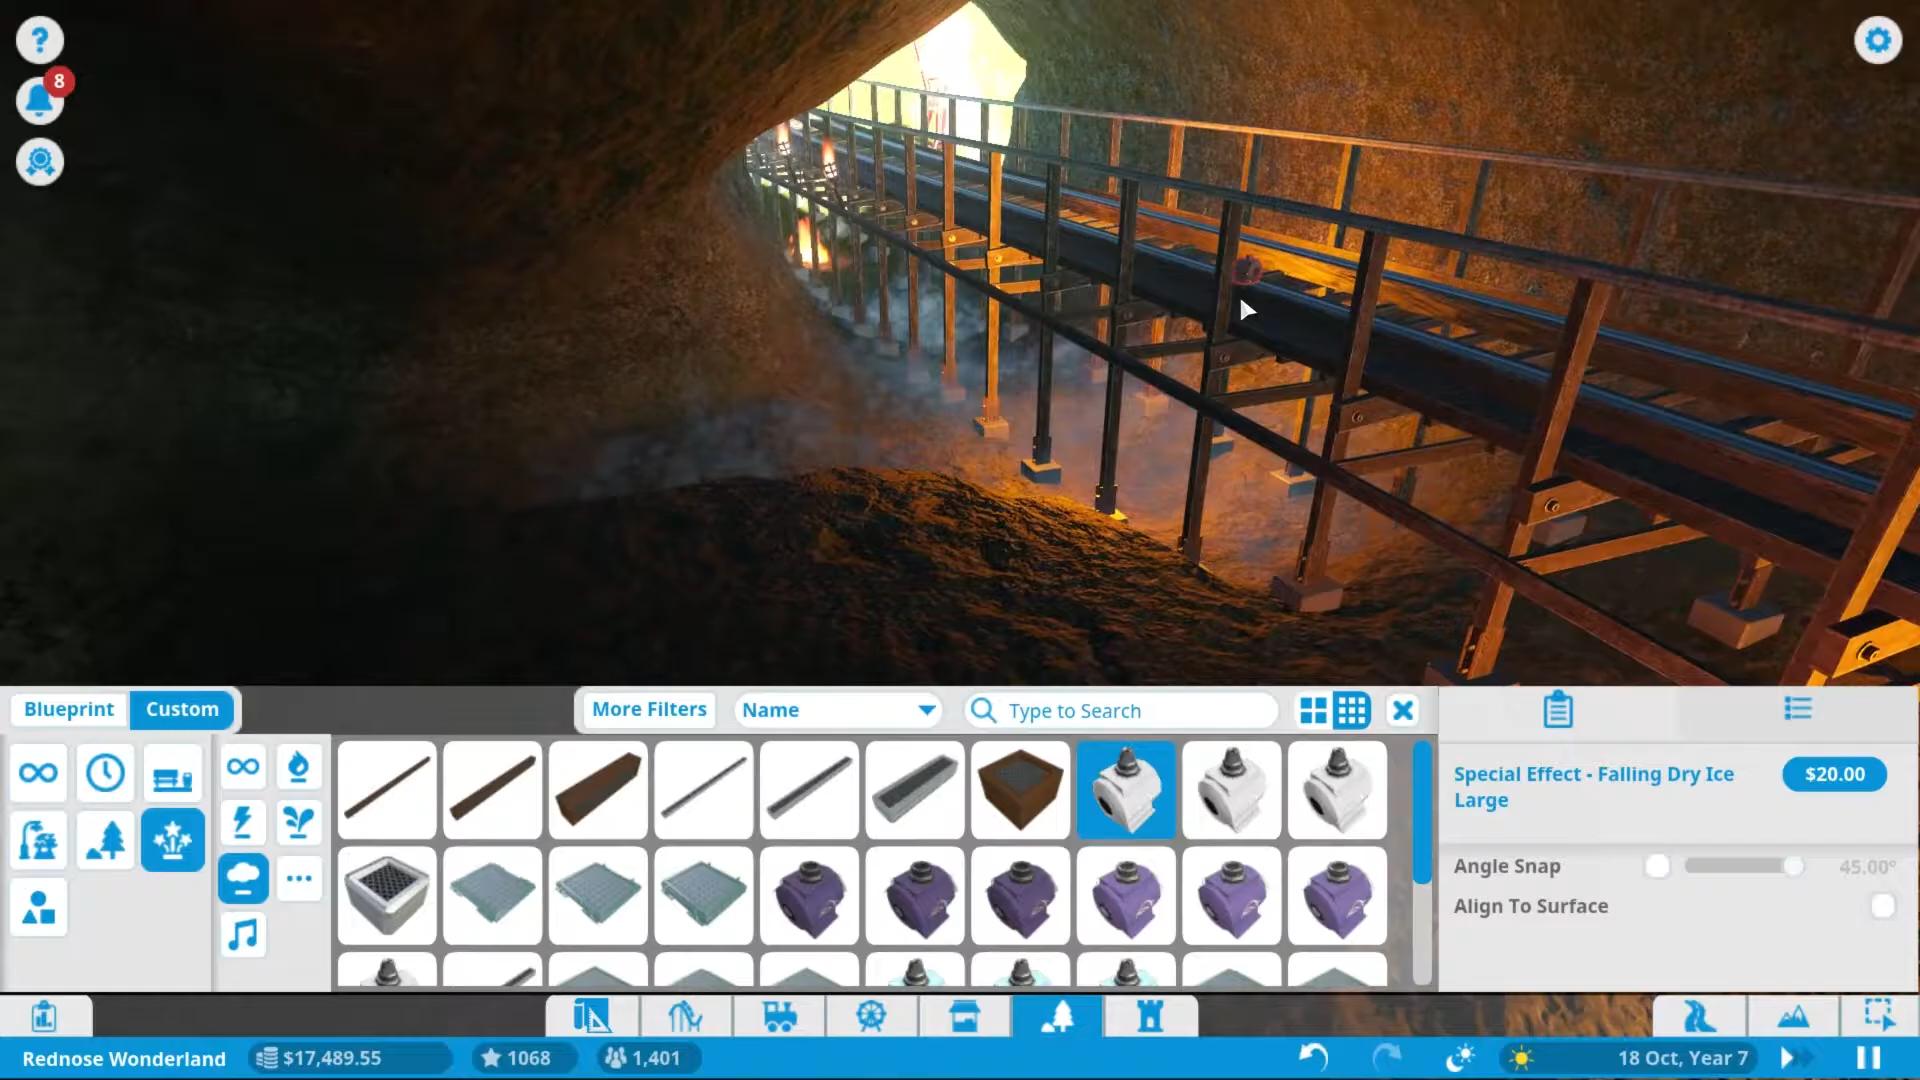 ?
8
Blueprint
Custom
More Filters
Name
Type to Search
Special Effect - Falling Dry Ice
Large
$20.00
Angle Snap
45.00°
Align To Surface
Rednose Wonderland
$17,489.55
1068
1,401
18 Oct, Year 7